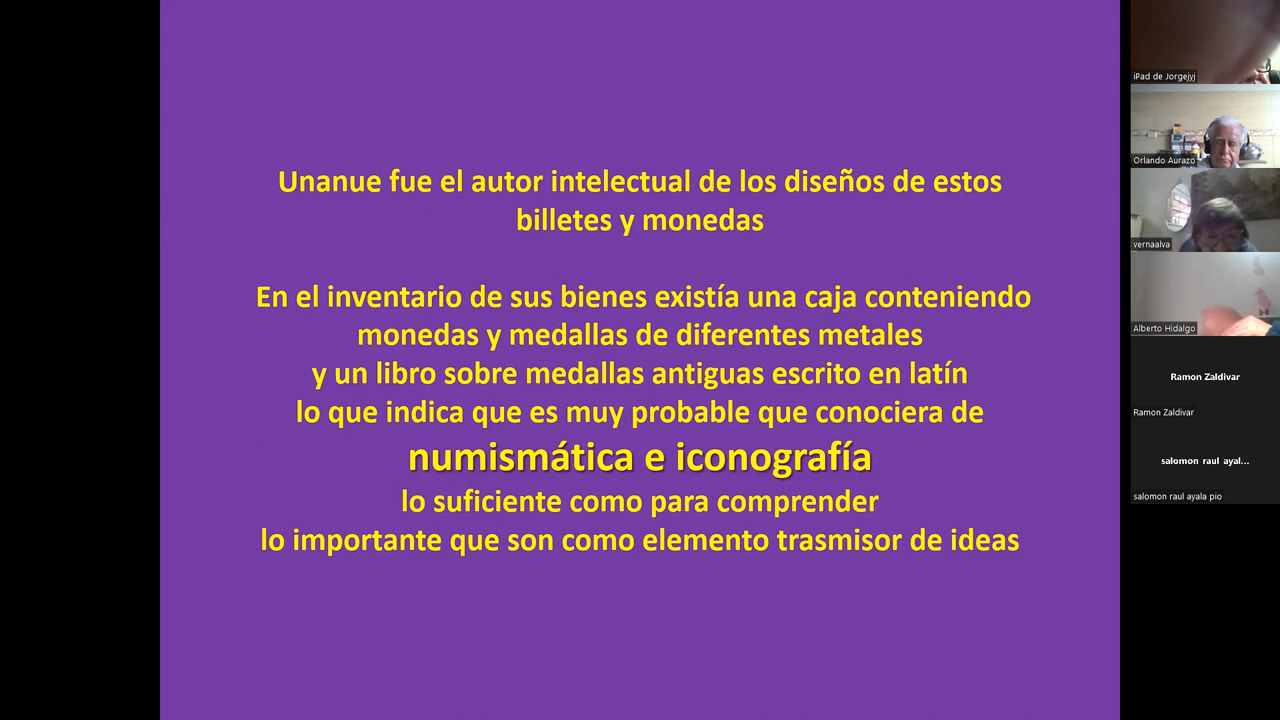 Unanue fue el autor intelectual de los diseños de estos
billetes y monedas
En el inventario de sus bienes existía una caja conteniendo
monedas y medallas de diferentes metales
y un libro sobre medallas antiguas escrito en latín
lo que indica que es muy probable que conociera de
numismática e iconografía
lo suficiente como para comprender
lo importante que son como elemento trasmisor de ideas
iPad de Jorgejyj
Orlando Aurazo
vernaalva
Alberto Hidalgo
Ramon Zaldivar
Ramon Zaldivar
salomon raul ayal...
salomon raul ayala pio